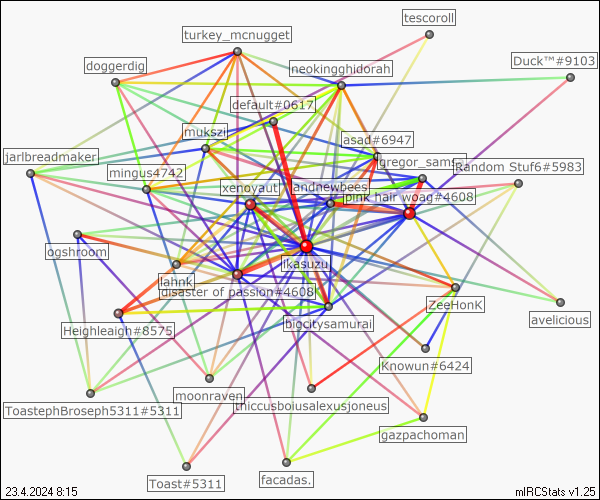 tescoroll
turkey_mcnugget
Duck™#9103
doggerdig
neokingghidorah
default#0617
mukszi
asad#6947
jarlbreadmaker
gregor_sams
Random Stuf6#5983
mingus4742
xenoyaut
landnewbees
pink hair woag#4608
ogshroom
ikasuzu
lahnk
disaster of passion#4608
ZeeHonK
avelicious
Heighleaigh#8575
bigcitysamurai
Knowun#6424
moonraven
thiccusboiusalexusjoneus
ToastephBroseph5311#5311
gazpachoman
Toast#5311
facadas.
23.4.2024 8:15
mIRCStats v1.25